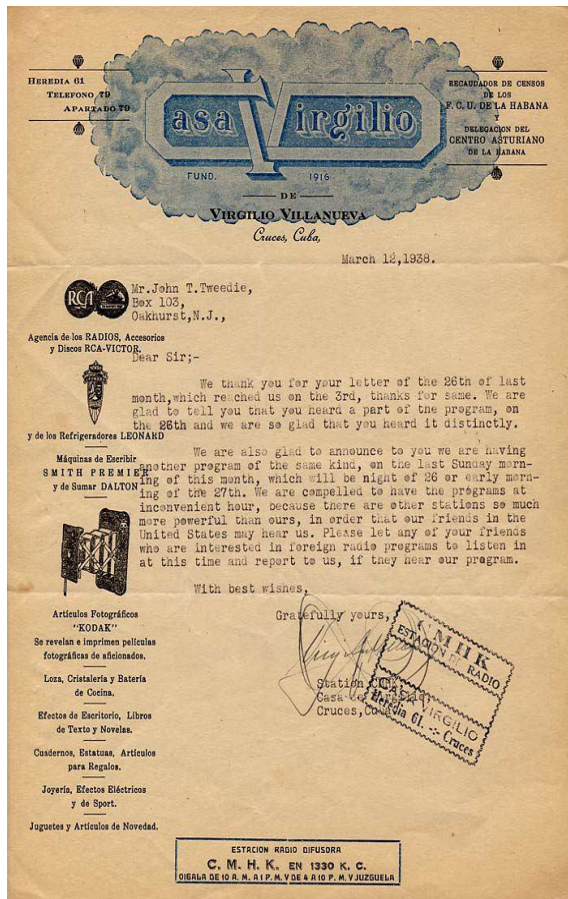 HEREDIA 61
TELEFONO 79
APARTADO 79
Casa Virgilio
FUND. 1916
DE
VIRGILIO VILLANUEVA
Cruces, Cuba,
RECAUDADOR DE CENSOS
DE LOS
F. C. U. DE LA HABANA
Y
DELEGACION DEL
CENTRO ASTURIANO
DE LA HABANA
March 12,1938.
Mr.John T.Tweedie,
Box 103,
Oakhurst,N.J.,
Dear Sir;-
We thank you for your letter of the 26th of last
month,which reached us on the 3rd, thanks for same. We are
glad to tell you that you heard a part of the program, on
the 26th and we are so glad that you heard it distinctly.
We are also glad to announce to you we are having
another program of the same kind, on the last Sunday morn-
ing of this month, which will be night of 26 or early morn-
ing of the 27th. We are compelled to have the programs at
inconvenient hour, because there are other stations so much
more powerful than ours, in order that our friends in the
United States may hear us. Please let any of your friends
who are interested in foreign radio programs to listen in
at this time and report to us, if they hear our program.
With best wishes,
Gratefully yours,
Station
Casa de Virgilio
Cruces,Cuba
C M H K
ESTACION DE RADIO
CASA VIRGILIO
Heredia 61. -:- Cruces
RCA
Agencia de los RADIOS, Accesorios
y Discos RCA-VICTOR.
y de los Refrigeradores LEONARD
Máquinas de Escribir
SMITH PREMIER
y de Sumar DALTON
Artículos Fotográficos
"KODAK"
Se revelan e imprimen películas
fotográficas de aficionados.
Loza, Cristalería y Batería
de Cocina.
Efectos de Escritorio, Libros
de Texto y Novelas.
Cuadernos, Estatuas, Artículos
para Regalos.
Joyería, Efectos Eléctricos
y de Sport.
Juguetes y Artículos de Novedad.
ESTACION RADIO DIFUSORA
C. M. H. K. EN 1330 K. C.
OIGALA DE 10 A. M. A 1 P. M. Y DE 4 A 10 P. M. Y JUZGUELA